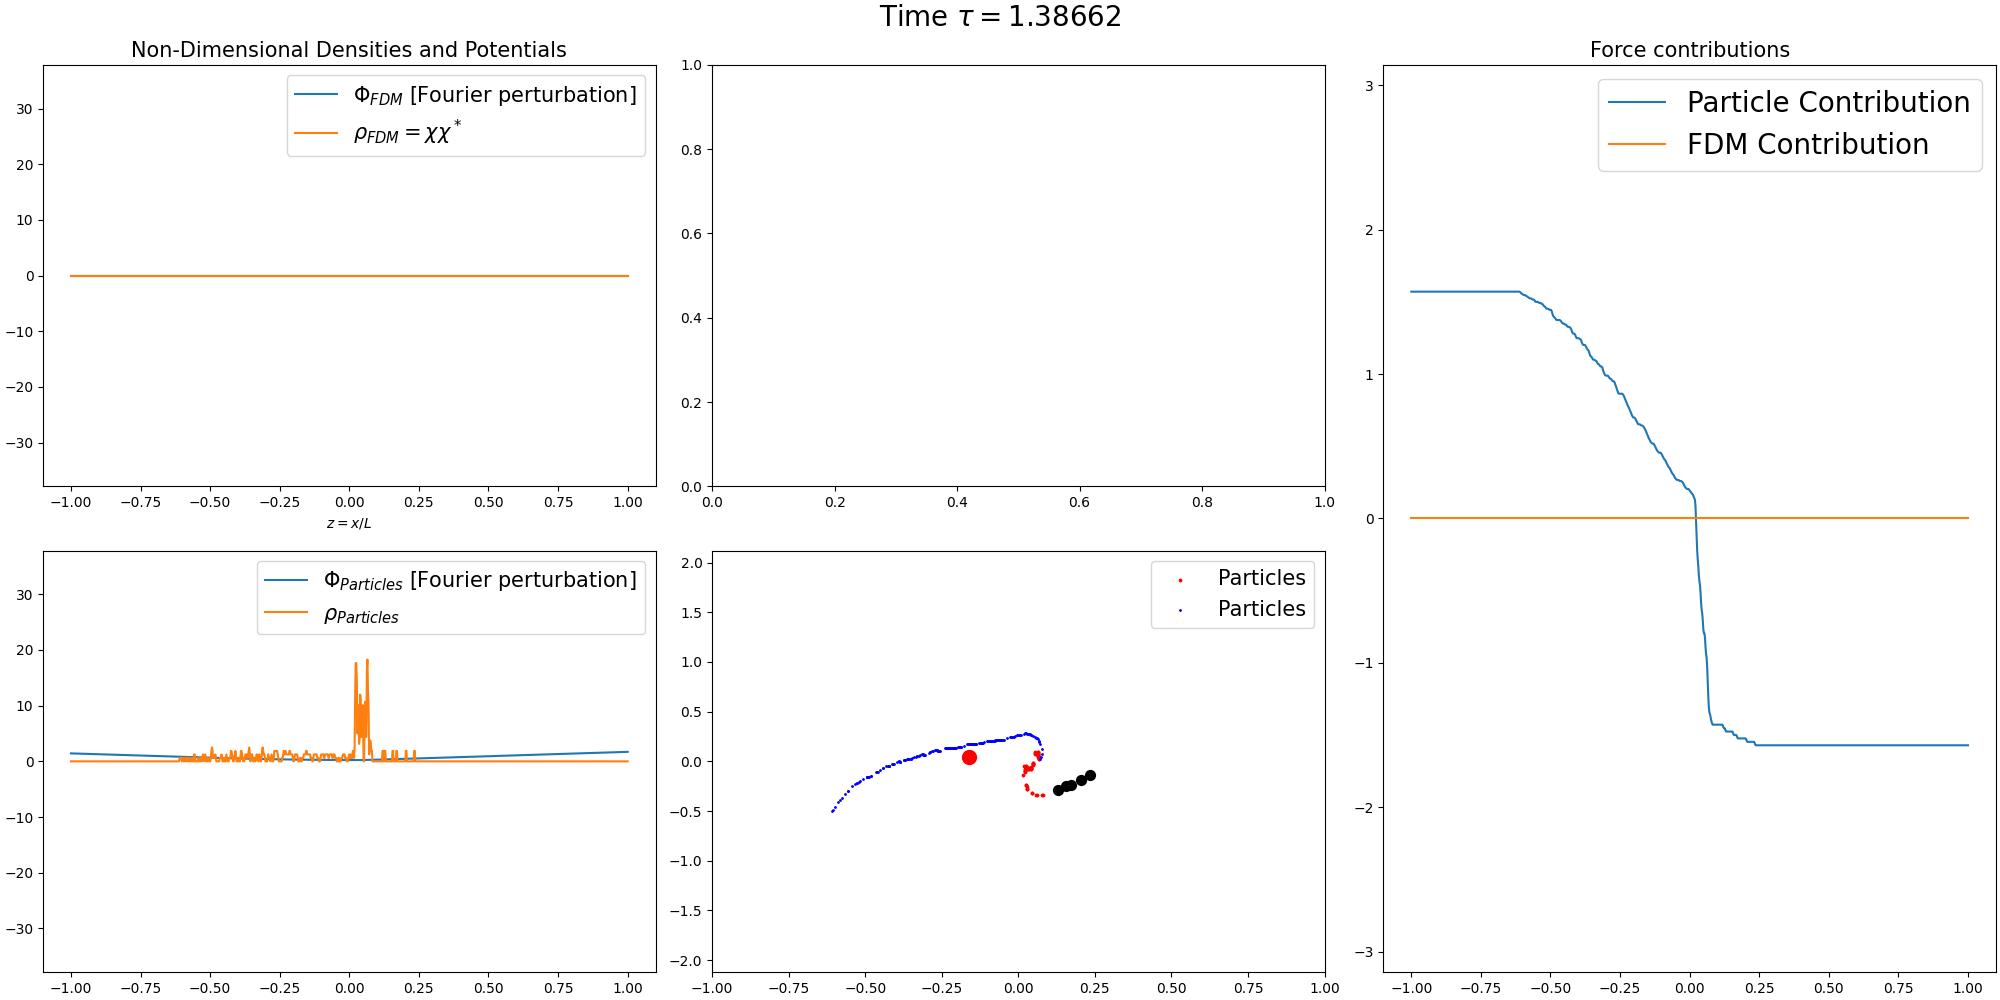 Time τ = 1.38662
Non-Dimensional Densities and Potentials
Φ_FDM [Fourier perturbation]
ρ_FDM = χχ*
30
20
10
0
−10
−20
−30
−1.00 −0.75 −0.50 −0.25 0.00 0.25 0.50 0.75 1.00
z = x/L
1.0
0.8
0.6
0.4
0.2
0.0
0.0 0.2 0.4 0.6 0.8 1.0
Force contributions
Particle Contribution
FDM Contribution
3
2
1
0
−1
−2
−3
−1.00 −0.75 −0.50 −0.25 0.00 0.25 0.50 0.75 1.00
Φ_Particles [Fourier perturbation]
ρ_Particles
30
20
10
0
−10
−20
−30
−1.00 −0.75 −0.50 −0.25 0.00 0.25 0.50 0.75 1.00
Particles
Particles
2.0
1.5
1.0
0.5
0.0
−0.5
−1.0
−1.5
−2.0
−1.00 −0.75 −0.50 −0.25 0.00 0.25 0.50 0.75 1.00